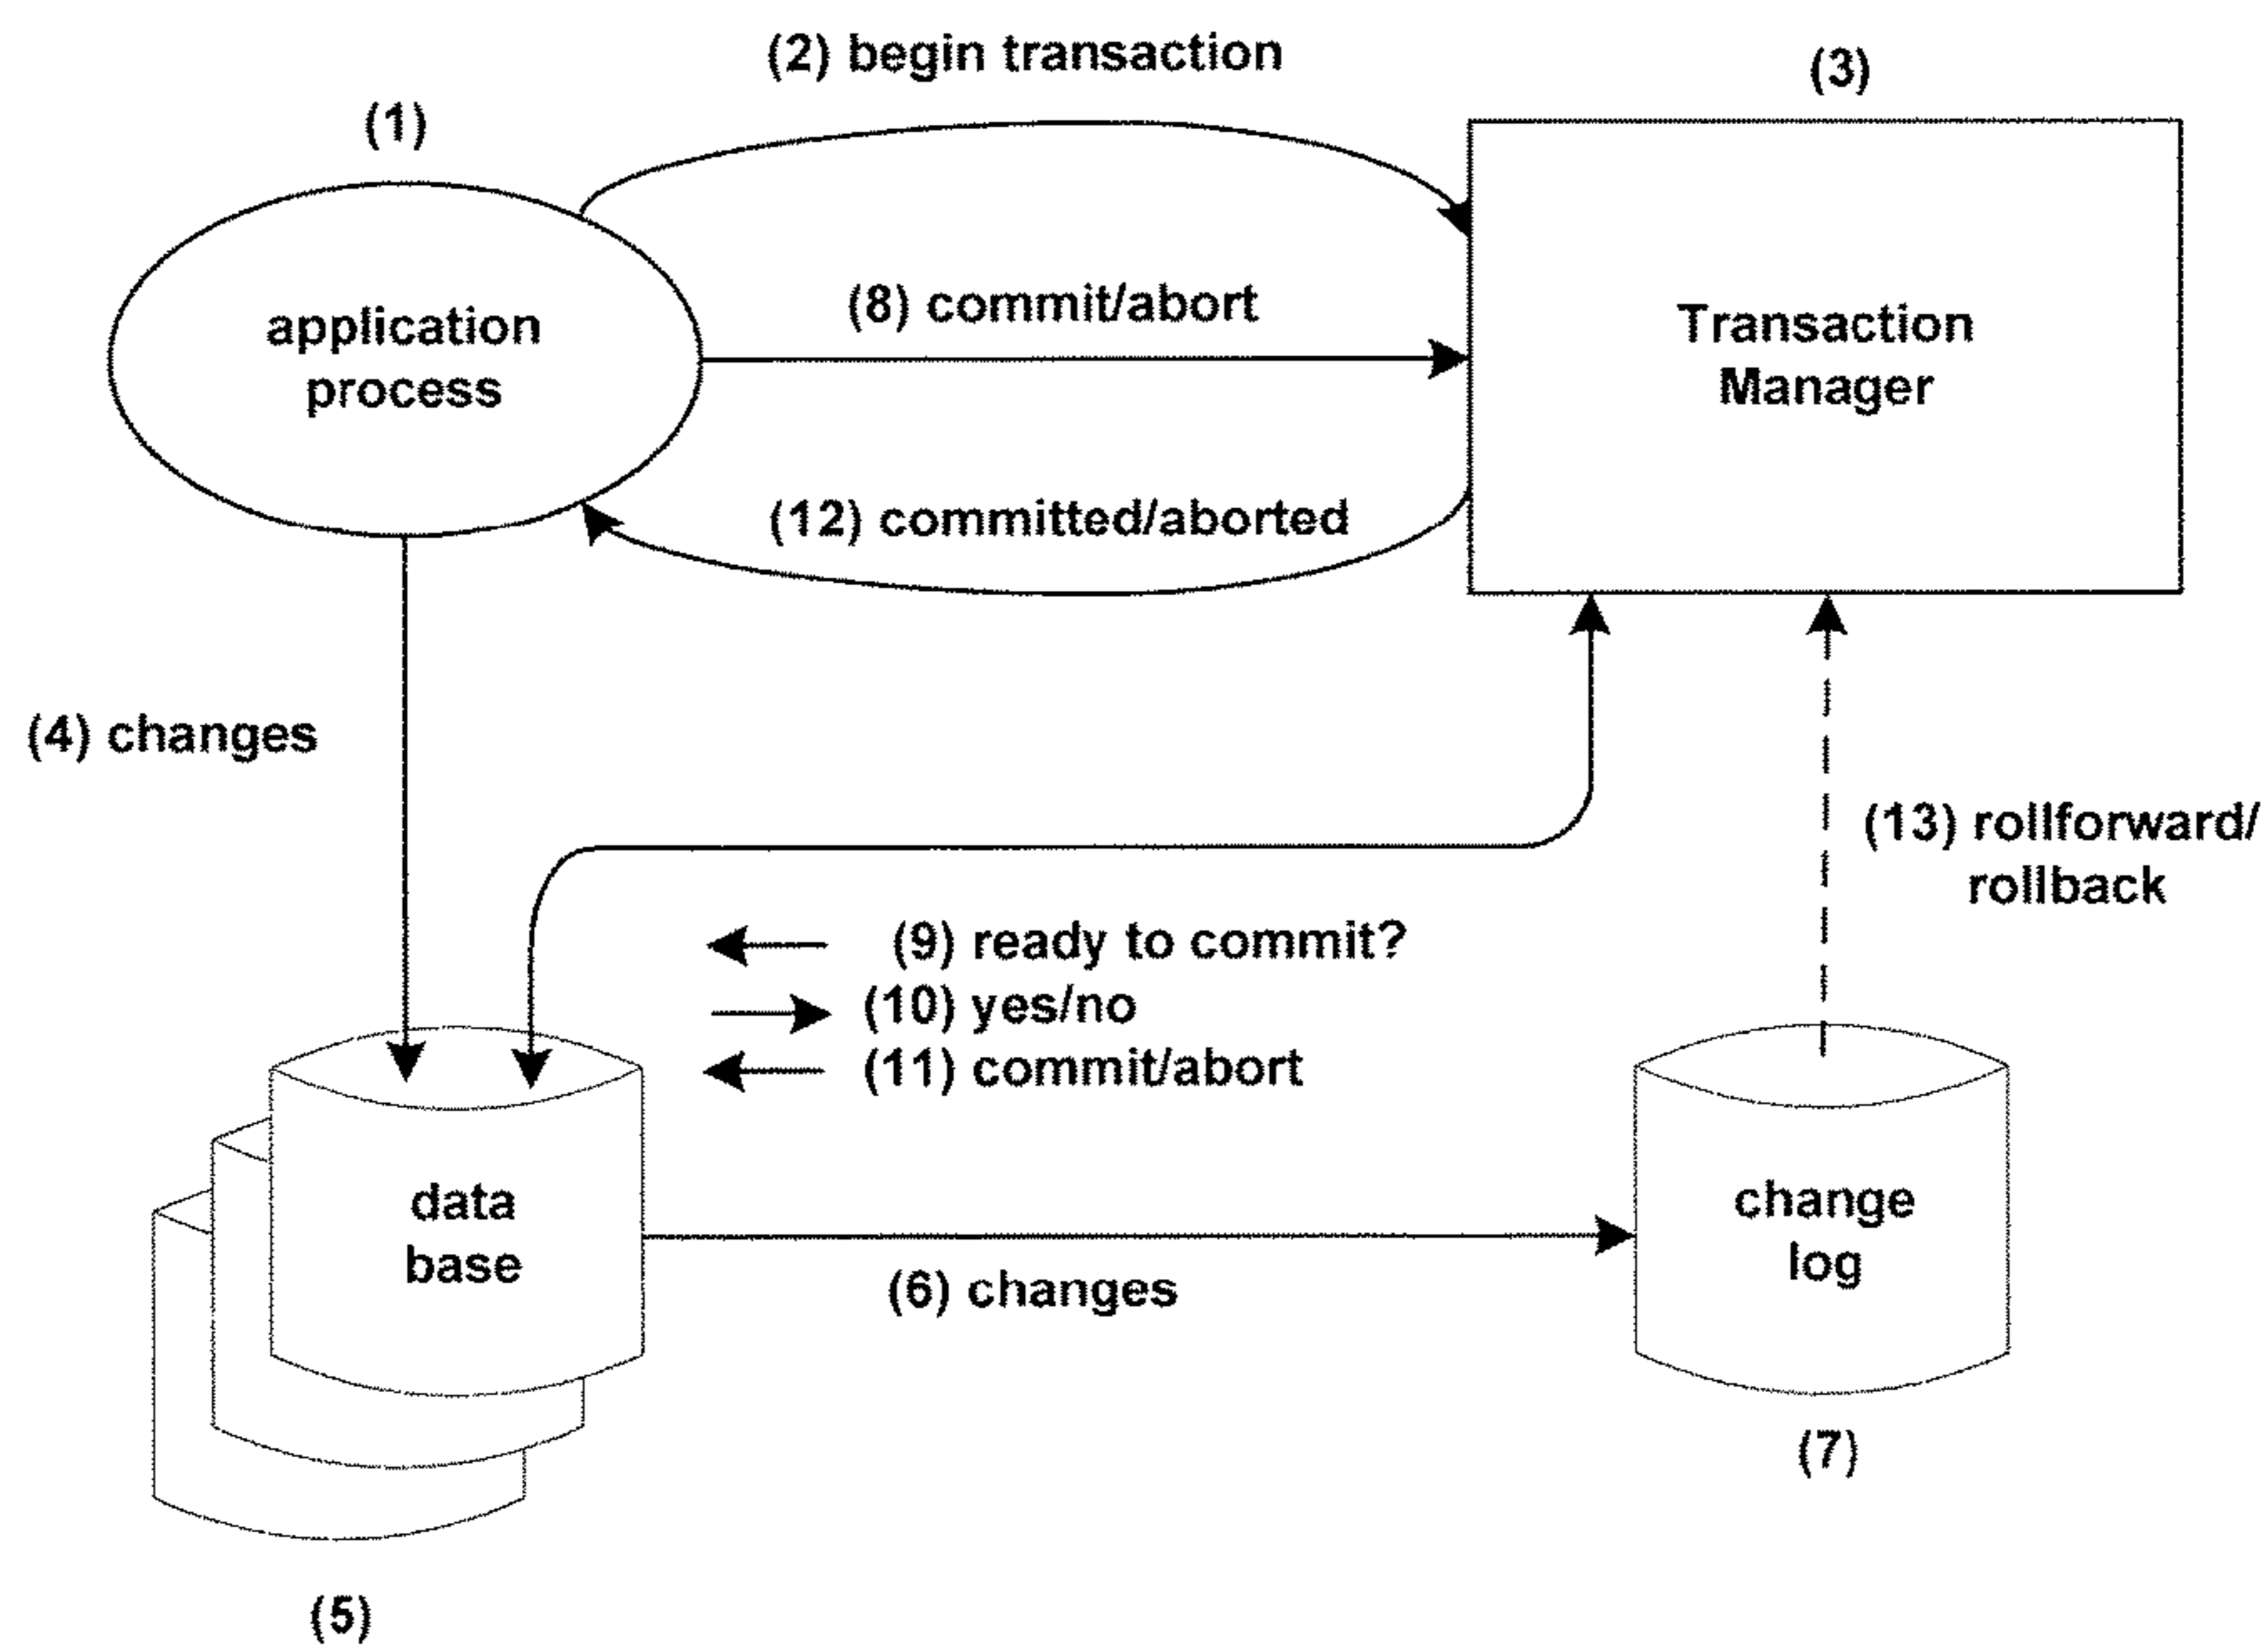 (2) begin transaction
(3)
(1)
(8) commit/abort
application
process
Transaction
Manager
(12) committed/aborted
(4) changes
(13) rollforward/
rollback
(9) ready to commit?
(10) yes/no
(11) commit/abort
data
base
change
log
(6) changes
(7)
(5)